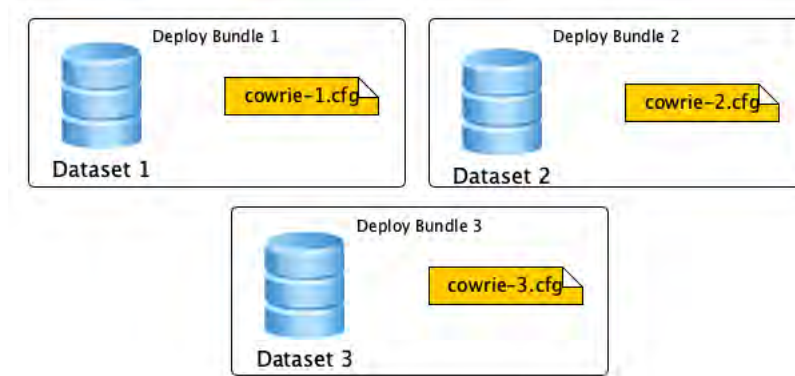 Deploy Bundle 1
cowrie-1.cfg
Dataset 1
Deploy Bundle 2
cowrie-2.cfg
Dataset 2
Deploy Bundle 3
cowrie-3.cfg
Dataset 3